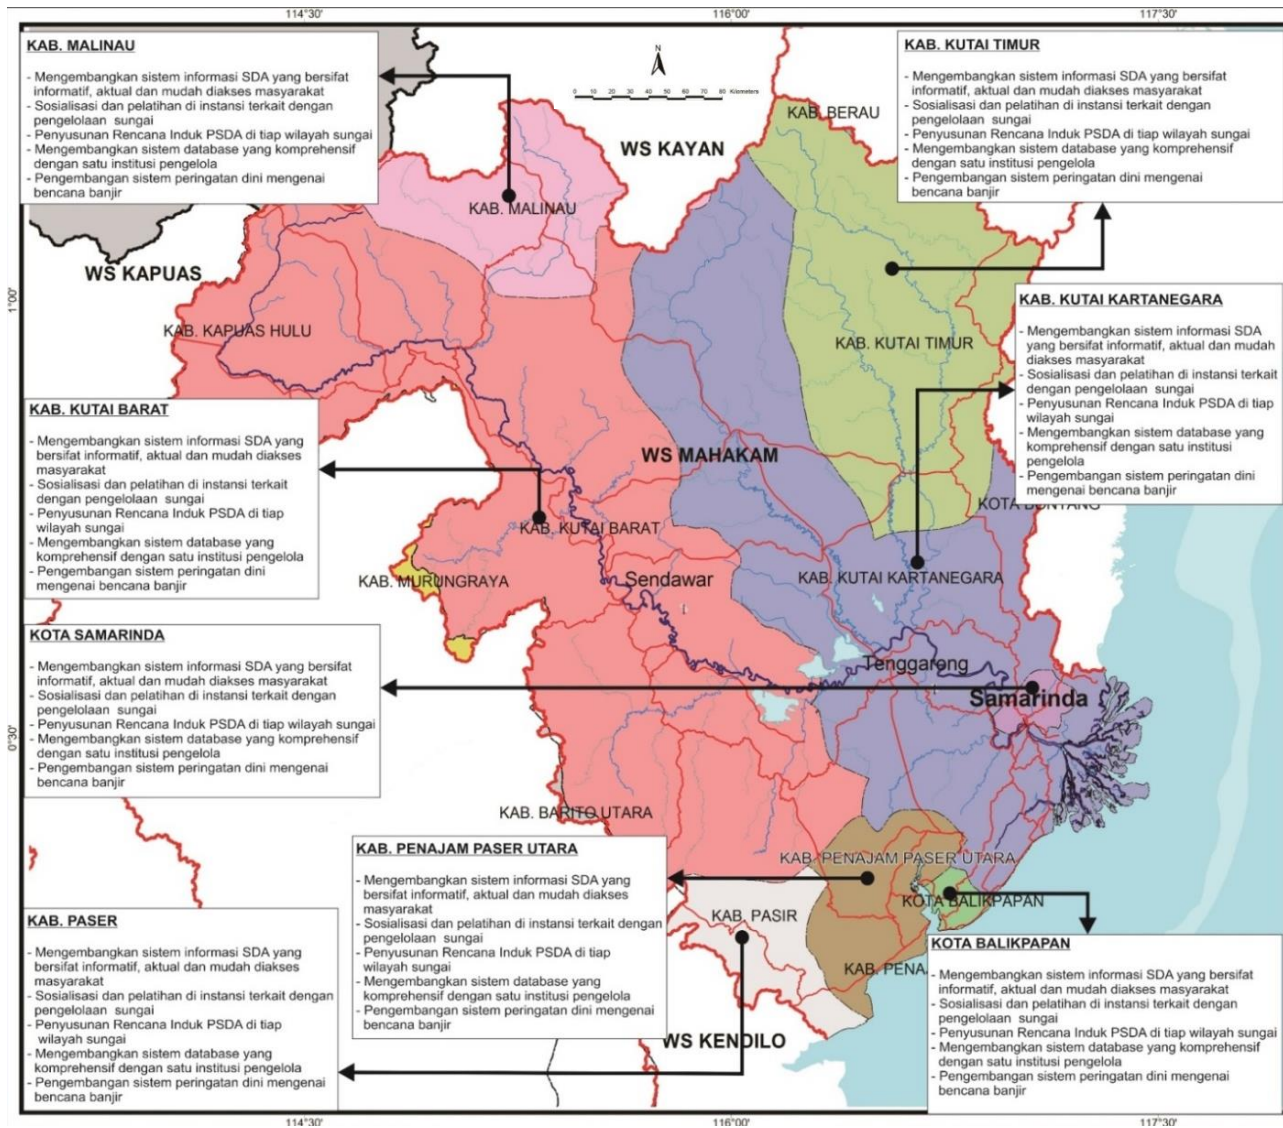 114°30'
116°00'
117°30'
KAB. MALINAU
- Mengembangkan sistem informasi SDA yang bersifat
informatif, aktual dan mudah diakses masyarakat
- Sosialisasi dan pelatihan di instansi terkait dengan
pengelolaan sungai
- Penyusunan Rencana Induk PSDA di tiap wilayah sungai
- Mengembangkan sistem database yang komprehensif
dengan satu institusi pengelola
- Pengembangan sistem peringatan dini mengenai
bencana banjir
N
0 10 20 30 40 50 60 70 80 Kilometers
KAB. KUTAI TIMUR
- Mengembangkan sistem informasi SDA yang bersifat
informatif, aktual dan mudah diakses masyarakat
- Sosialisasi dan pelatihan di instansi terkait dengan
pengelolaan sungai
- Penyusunan Rencana Induk PSDA di tiap wilayah sungai
- Mengembangkan sistem database yang komprehensif
dengan satu institusi pengelola
- Pengembangan sistem peringatan dini mengenai
bencana banjir
KAB. BERAU
WS KAYAN
KAB. MALINAU
WS KAPUAS
1°00'
KAB. KAPUAS HULU
KAB. KUTAI TIMUR
KAB. KUTAI KARTANEGARA
- Mengembangkan sistem informasi SDA
yang bersifat informatif, aktual dan mudah
diakses masyarakat
- Sosialisasi dan pelatihan di instansi terkait
dengan pengelolaan sungai
- Penyusunan Rencana Induk PSDA di tiap
wilayah sungai
- Mengembangkan sistem database yang
komprehensif dengan satu institusi
pengelola
- Pengembangan sistem peringatan dini
mengenai bencana banjir
KAB. KUTAI BARAT
- Mengembangkan sistem informasi SDA yang
bersifat informatif, aktual dan mudah diakses
masyarakat
- Sosialisasi dan pelatihan di instansi terkait
dengan pengelolaan sungai
- Penyusunan Rencana Induk PSDA di tiap
wilayah sungai
- Mengembangkan sistem database yang
komprehensif dengan satu institusi pengelola
- Pengembangan sistem peringatan dini
mengenai bencana banjir
WS MAHAKAM
KOTA
KAB. KUTAI BARAT
KAB. MURUNGRAYA
Sendawar
KAB. KUTAI KARTANEGARA
KOTA SAMARINDA
- Mengembangkan sistem informasi SDA yang bersifat
informatif, aktual dan mudah diakses masyarakat
- Sosialisasi dan pelatihan di instansi terkait dengan
pengelolaan sungai
- Penyusunan Rencana Induk PSDA di tiap wilayah sungai
- Mengembangkan sistem database yang komprehensif
dengan satu institusi pengelola
- Pengembangan sistem peringatan dini mengenai
bencana banjir
Tenggarong
Samarinda
0°30'
KAB. BARITO UTARA
KAB. PENAJAM PASER UTARA
- Mengembangkan sistem informasi SDA yang
bersifat informatif, aktual dan mudah diakses
masyarakat
- Sosialisasi dan pelatihan di instansi terkait dengan
pengelolaan sungai
- Penyusunan Rencana Induk PSDA di tiap
wilayah sungai
- Mengembangkan sistem database yang
komprehensif dengan satu institusi pengelola
- Pengembangan sistem peringatan dini mengenai
bencana banjir
KAB. PENAJAM PASER UTARA
KOTA BALIKPAPAN
KAB. PASIR
KAB. PASER
- Mengembangkan sistem informasi SDA yang
bersifat informatif, aktual dan mudah diakses
masyarakat
- Sosialisasi dan pelatihan di instansi terkait dengan
pengelolaan sungai
- Penyusunan Rencana Induk PSDA di tiap
wilayah sungai
- Mengembangkan sistem database yang
komprehensif dengan satu institusi pengelola
- Pengembangan sistem peringatan dini mengenai
bencana banjir
KAB.
WS KENDILO
KOTA BALIKPAPAN
- Mengembangkan sistem informasi SDA yang bersifat
informatif, aktual dan mudah diakses masyarakat
- Sosialisasi dan pelatihan di instansi terkait dengan
pengelolaan sungai
- Penyusunan Rencana Induk PSDA di tiap wilayah sungai
- Mengembangkan sistem database yang komprehensif
dengan satu institusi pengelola
- Pengembangan sistem peringatan dini mengenai
bencana banjir
114°30'
116°00'
117°30'